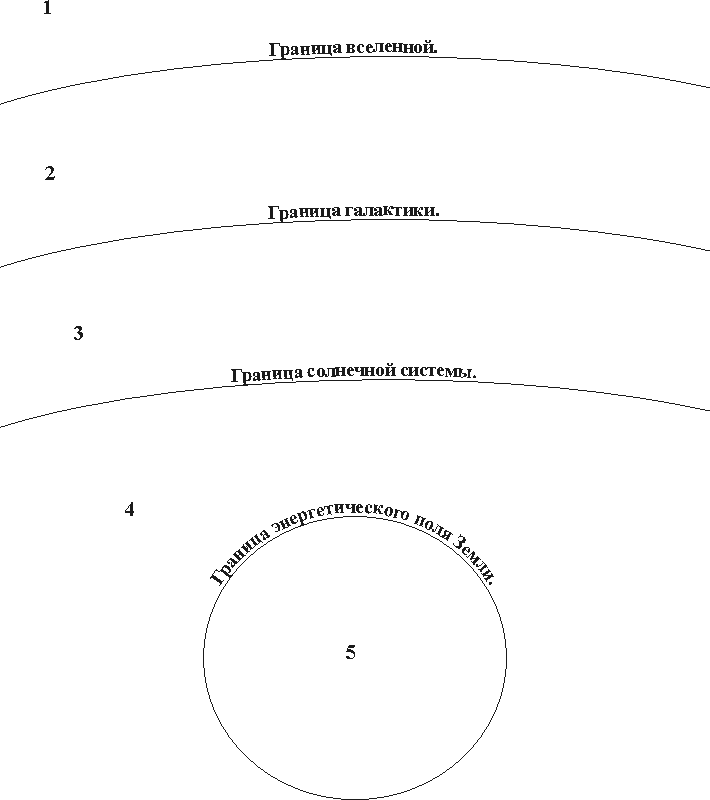 1
Граница вселенной.
2
Граница галактики.
3
Граница солнечной системы.
4
Граница энергетического поля Земли.
5